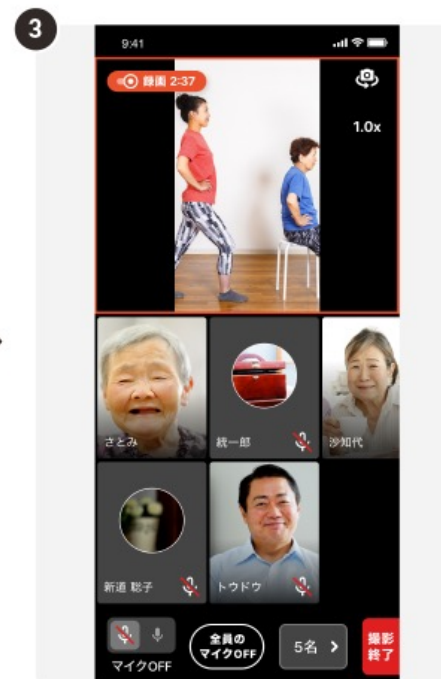 3
9:41
録画 2:37
1.0x
さとみ
統一郎
沙知代
新道 聡子
トウドウ
マイクOFF
全員の
マイクOFF
5名
撮影
終了